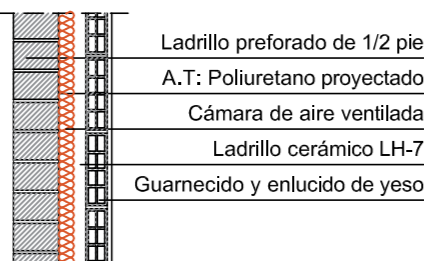 Ladrillo preforado de 1/2 pie
A.T: Poliuretano proyectado
Cámara de aire ventilada
Ladrillo cerámico LH-7
Guarnecido y enlucido de yeso